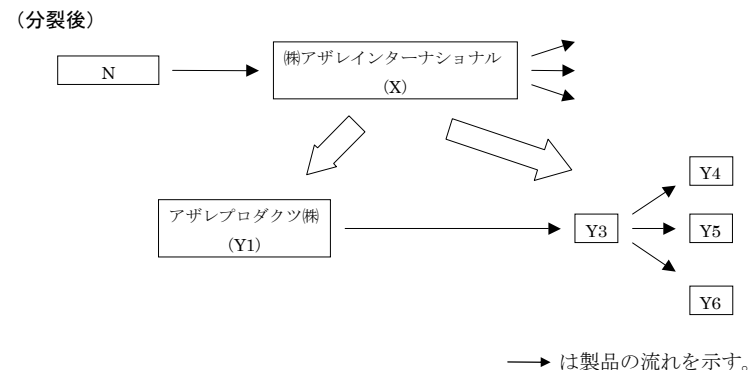 （分裂後）
N
㈱アザレインターナショナル
（X）
Y4
アザレプロダクツ㈱
（Y1）
Y3
Y5
Y6
は製品の流れを示す。